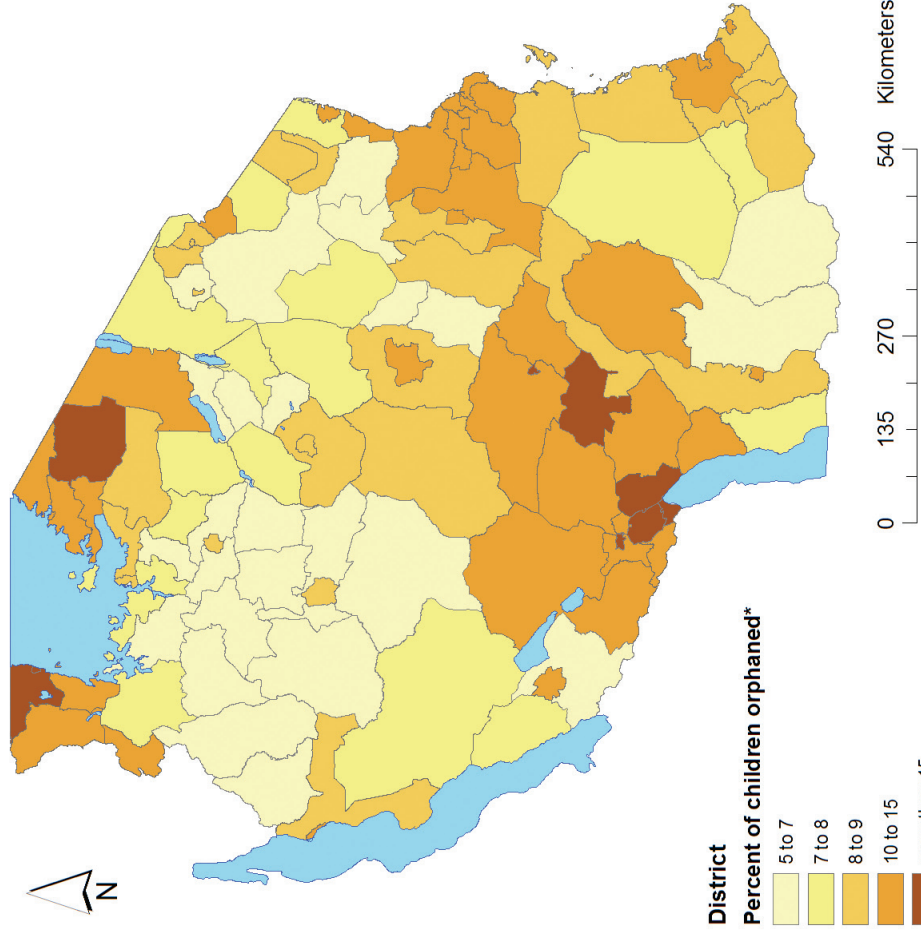 N
District
Percent of children orphaned*
5 to 7
7 to 8
8 to 9
10 to 15
0 135 270 540 Kilometers